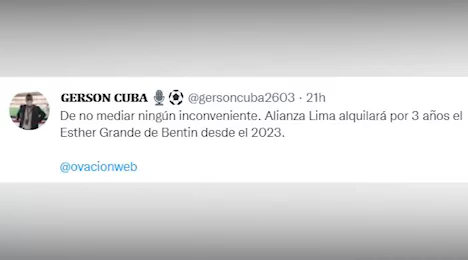 GERSON CUBA 🎙️⚽ @gersoncuba2603 · 21h
De no mediar ningún inconveniente. Alianza Lima alquilará por 3 años el
Esther Grande de Bentin desde el 2023.
@ovacionweb